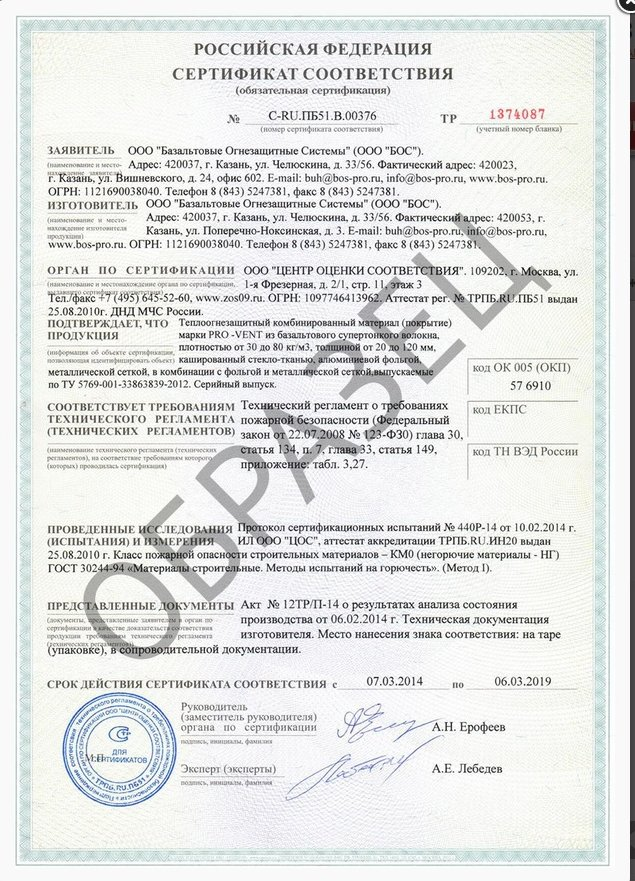 РОССИЙСКАЯ ФЕДЕРАЦИЯ
СЕРТИФИКАТ СООТВЕТСТВИЯ
(обязательная сертификация)
№ C-RU.ПБ51.В.00376 ТР 1374087
(номер сертификата соответствия) (учетный номер бланка)
ЗАЯВИТЕЛЬ ООО "Базальтовые Огнезащитные Системы" (ООО "БОС").
(наименование и место-нахождение заявителя) Адрес: 420037, г. Казань, ул. Челюскина, д. 33/56. Фактический адрес: 420023,
г. Казань, ул. Вишневского, д. 24, офис 602. E-mail: buh@bos-pro.ru, info@bos-pro.ru, www.bos-pro.ru.
ОГРН: 1121690038040. Телефон 8 (843) 5247381, факс 8 (843) 5247381.
ИЗГОТОВИТЕЛЬ ООО "Базальтовые Огнезащитные Системы" (ООО "БОС").
(наименование и место- Адрес: 420037, г. Казань, ул. Челюскина, д. 33/56. Фактический адрес: 420053, г.
нахождение изготовителя продукции) Казань, ул. Поперечно-Ноксинская, д. 3. E-mail: buh@bos-pro.ru, info@bos-pro.ru,
www.bos-pro.ru. ОГРН: 1121690038040. Телефон 8 (843) 5247381, факс 8 (843) 5247381.
ОРГАН ПО СЕРТИФИКАЦИИ ООО "ЦЕНТР ОЦЕНКИ СООТВЕТСТВИЯ". 109202, г. Москва, ул.
(наименование и местонахождение органа по сертификации, выдавшего сертификат соответствия) 1-я Фрезерная, д. 2/1, стр. 11, этаж 3
Тел./факс +7 (495) 645-52-60, www.zos09.ru. ОГРН: 1097746413962. Аттестат рег. № ТРПБ.RU.ПБ51 выдан
25.08.2010г. ДНД МЧС России.
ПОДТВЕРЖДАЕТ, ЧТО Теплоогнезащитный комбинированный материал (покрытие)
ПРОДУКЦИЯ марки PRO -VENT из базальтового супертонкого волокна,
(информация об объекте сертификации, плотностью от 30 до 80 кг/м3, толщиной от 20 до 120 мм,
позволяющая идентифицировать объект) кашированный стекло-тканью, алюминиевой фольгой,
металлической сеткой, в комбинации с фольгой и металлической сеткой,выпускаемые
по ТУ 5769-001-33863839-2012. Серийный выпуск.
код ОК 005 (ОКП)
57 6910
код ЕКПС
код ТН ВЭД России
СООТВЕТСТВУЕТ ТРЕБОВАНИЯМ Технический регламент о требованиях
ТЕХНИЧЕСКОГО РЕГЛАМЕНТА пожарной безопасности (Федеральный
(ТЕХНИЧЕСКИХ РЕГЛАМЕНТОВ) закон от 22.07.2008 № 123-ФЗ0) глава 30,
(наименование технического регламента (технических статья 134, п. 7, глава 33, статья 149,
регламентов), на соответствие требованиям которого (которых) проводилась сертификация) приложение: табл. 3,27.
ПРОВЕДЕННЫЕ ИССЛЕДОВАНИЯ Протокол сертификационных испытаний № 440Р-14 от 10.02.2014 г.
(ИСПЫТАНИЯ) И ИЗМЕРЕНИЯ ИЛ ООО "ЦОС", аттестат аккредитации ТРПБ.RU.ИН20 выдан
25.08.2010 г. Класс пожарной опасности строительных материалов – КМ0 (негорючие материалы - НГ)
ГОСТ 30244-94 «Материалы строительные. Методы испытаний на горючесть». (Метод I).
ПРЕДСТАВЛЕННЫЕ ДОКУМЕНТЫ Акт № 12ТР/П-14 о результатах анализа состояния
(документы, представленные заявителем в орган по производства от 06.02.2014 г. Техническая документация
сертификации в качестве доказательств соответствия продукции требованиям технического регламента (технических регламентов) изготовителя. Место нанесения знака соответствия: на таре
(упаковке), в сопроводительной документации.
СРОК ДЕЙСТВИЯ СЕРТИФИКАТА СООТВЕТСТВИЯ с 07.03.2014 по 06.03.2019
Руководитель
(заместитель руководителя)
органа по сертификации А.Н. Ерофеев
подпись, инициалы, фамилия
М.П.
Эксперт (эксперты) А.Е. Лебедев
подпись, инициалы, фамилия
ДЛЯ
СЕРТИФИКАТОВ
ТРПБ.RU.ПБ51
ОБРАЗЕЦ